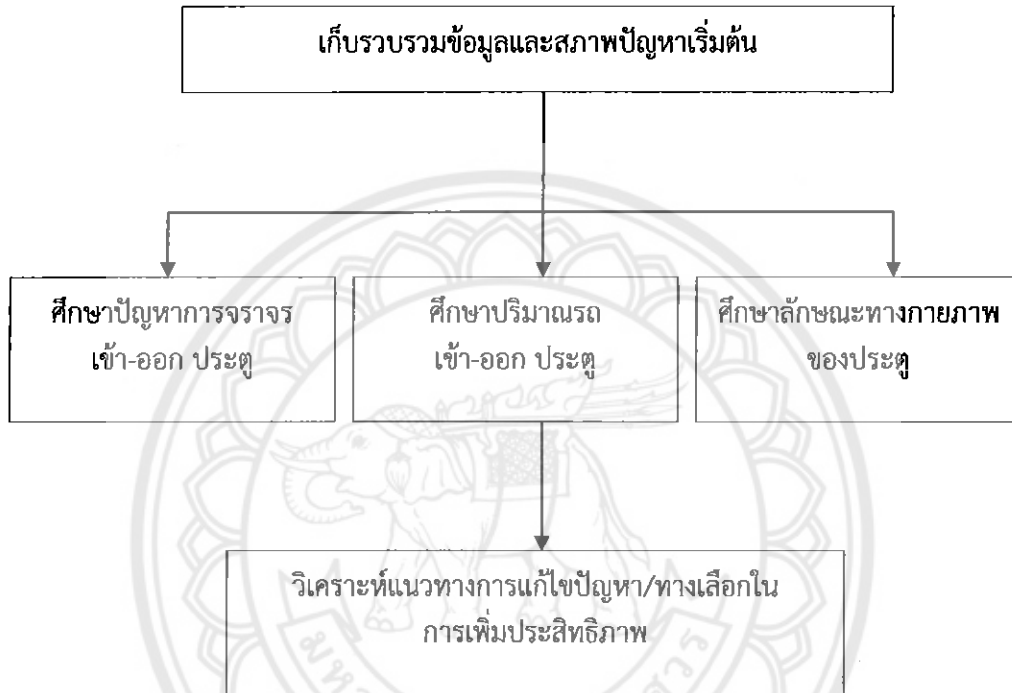 เก็บรวบรวมข้อมูลและสภาพปัญหาเริ่มต้น
ศึกษาปัญหาการจราจร
เข้า-ออก ประตู
ศึกษาปริมาณรถ
เข้า-ออก ประตู
ศึกษาลักษณะทางกายภาพ
ของประตู
วิเคราะห์แนวทางการแก้ไขปัญหา/ทางเลือกใน
การเพิ่มประสิทธิภาพ